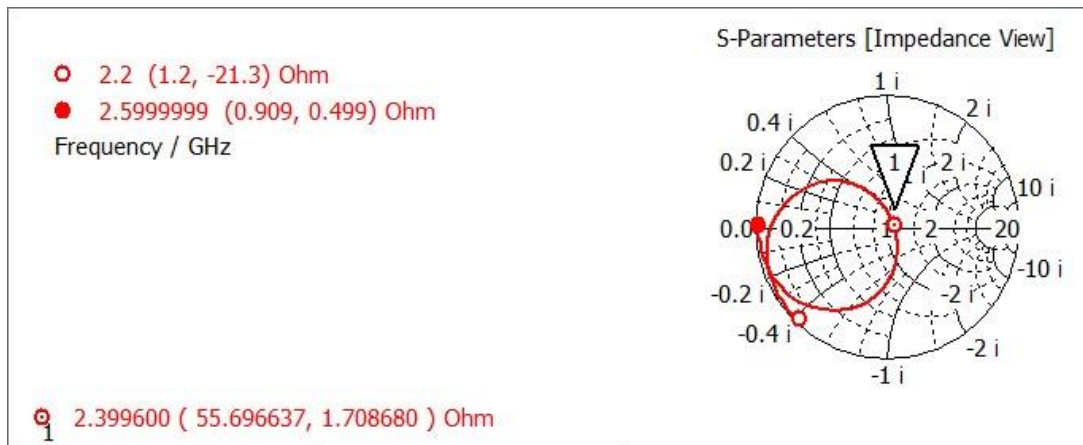 S-Parameters [Impedance View]
2.2 (1.2, -21.3) Ohm
2.5999999 (0.909, 0.499) Ohm
Frequency / GHz
1 i
0.4 i
2 i
0.2 i
1
1 i
2 i
10 i
0.0
0.2
1
2
20
-10 i
-0.2 i
-2 i
-0.4 i
-2 i
-1 i
2.399600 ( 55.696637, 1.708680 ) Ohm
1